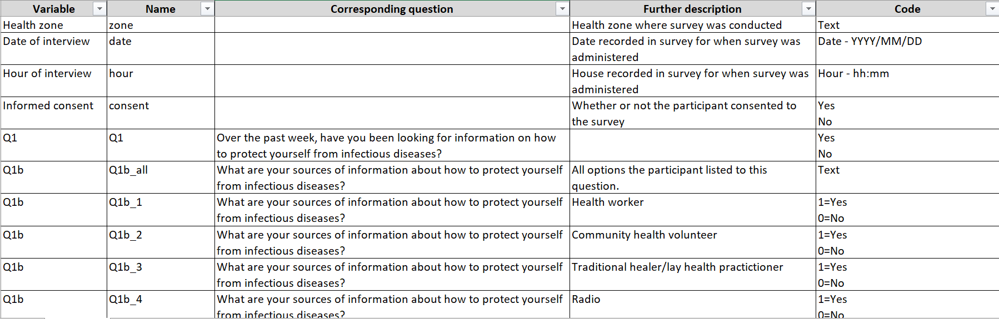 Variable Name Corresponding question Further description Code
Health zone zone Health zone where survey was conducted Text
Date of interview date Date recorded in survey for when survey was Date - YYYY/MM/DD
administered
Hour of interview hour House recorded in survey for when survey was Hour - hh:mm
administered
Informed consent consent Whether or not the participant consented to Yes
the survey No
Q1 Q1 Over the past week, have you been looking for information on how Yes
to protect yourself from infectious diseases? No
Q1b Q1b_all What are your sources of information about how to protect yourself All options the participant listed to this Text
from infectious diseases? question.
Q1b Q1b_1 What are your sources of information about how to protect yourself Health worker 1=Yes
from infectious diseases? 0=No
Q1b Q1b_2 What are your sources of information about how to protect yourself Community health volunteer 1=Yes
from infectious diseases? 0=No
Q1b Q1b_3 What are your sources of information about how to protect yourself Traditional healer/lay health practictioner 1=Yes
from infectious diseases? 0=No
Q1b Q1b_4 What are your sources of information about how to protect yourself Radio 1=Yes
from infectious diseases? 0=No